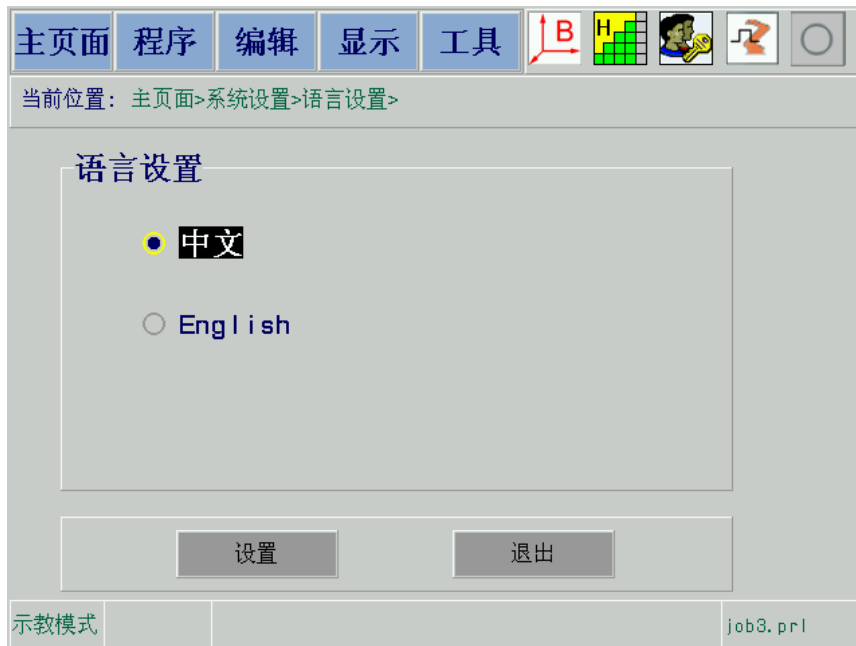 主页面 程序 编辑 显示 工具 B H
当前位置: 主页面>系统设置>语言设置>
语言设置
中文
English
设置 退出
示教模式 job3.prl